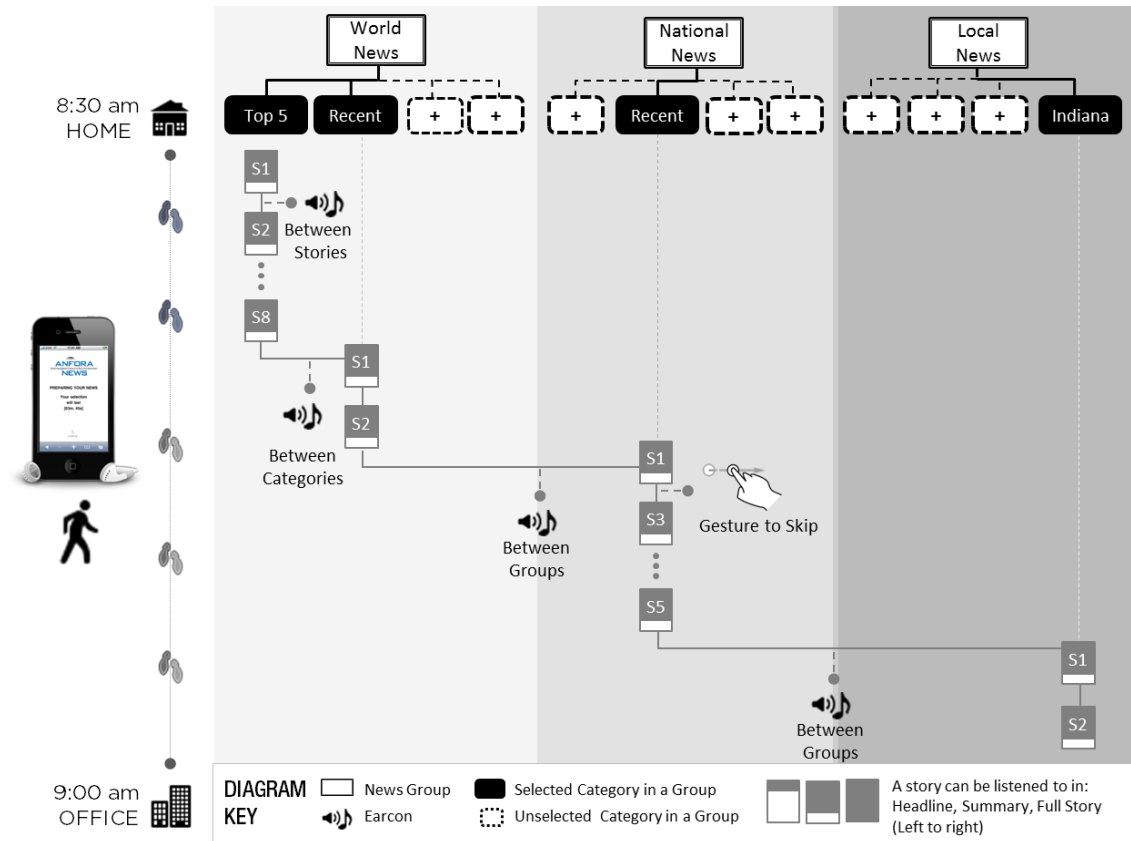 World
News
National
News
Local
News
8:30 am
HOME
Top 5
Recent
+
+
+
Recent
+
+
+
+
+
Indiana
S1
S2
Between
Stories
S8
S1
S2
Between
Categories
ANFORA
NEWS
PREPARING YOUR NEWS
Your selection
will last
S1
S3
Gesture to Skip
Between
Groups
S5
S1
S2
Between
Groups
9:00 am
OFFICE
DIAGRAM
KEY
News Group
Earcon
Selected Category in a Group
Unselected Category in a Group
A story can be listened to in:
Headline, Summary, Full Story
(Left to right)